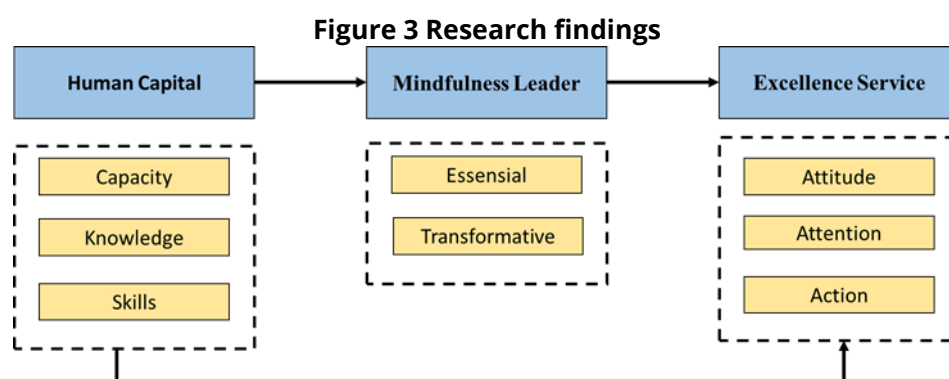 Figure 3 Research findings
Human Capital
Mindfulness Leader
Excellence Service
Capacity
Knowledge
Skills
Essensial
Transformative
Attitude
Attention
Action